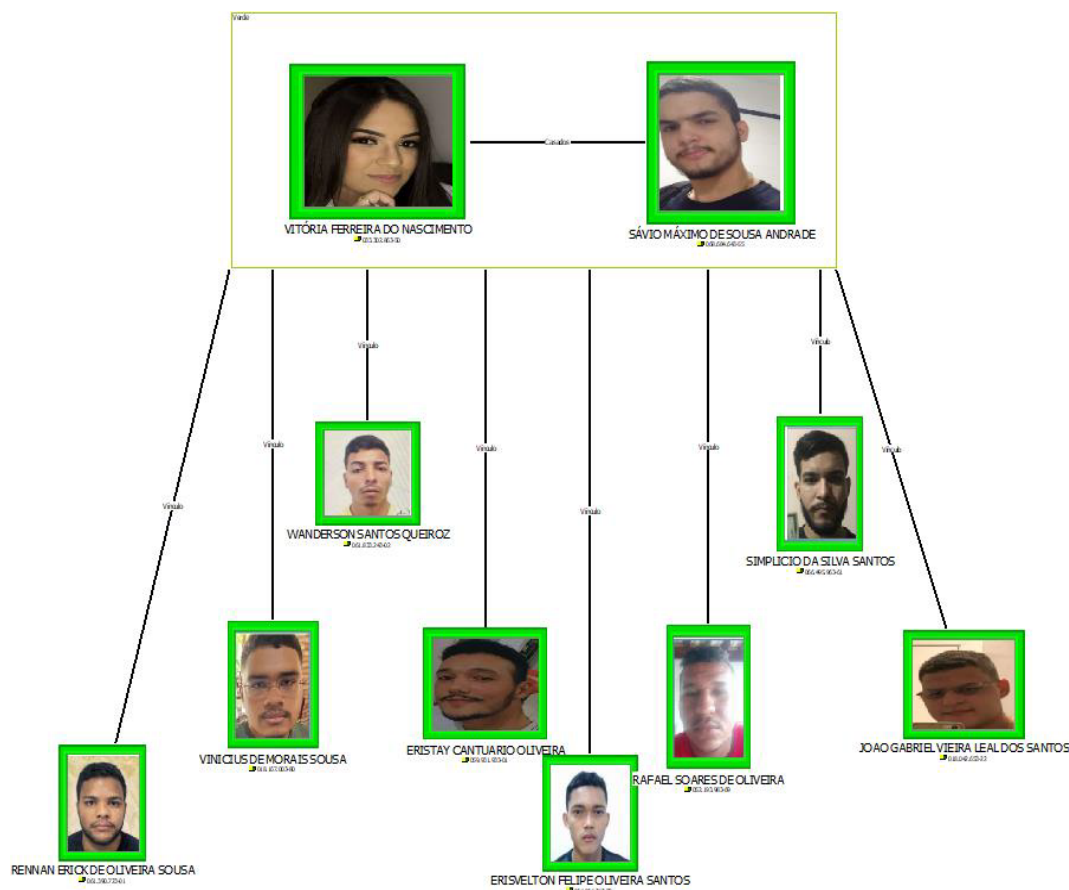 Verde
Casados
VITÓRIA FERREIRA DO NASCIMENTO
SÁVIO MÁXIMO DE SOUSA ANDRADE
Vínculo
Vínculo
Vínculo
Vínculo
Vínculo
Vínculo
Vínculo
Vínculo
WANDERSON SANTOS QUEIROZ
SIMPLICIO DA SILVA SANTOS
VINICIUS DE MORAIS SOUSA
ERISTAY CANTUARIO OLIVEIRA
RAFAEL SOARES DE OLIVEIRA
JOAO GABRIEL VIEIRA LEAL DOS SANTOS
RENNAN ERICK DE OLIVEIRA SOUSA
ERISVELTON FELIPE OLIVEIRA SANTOS